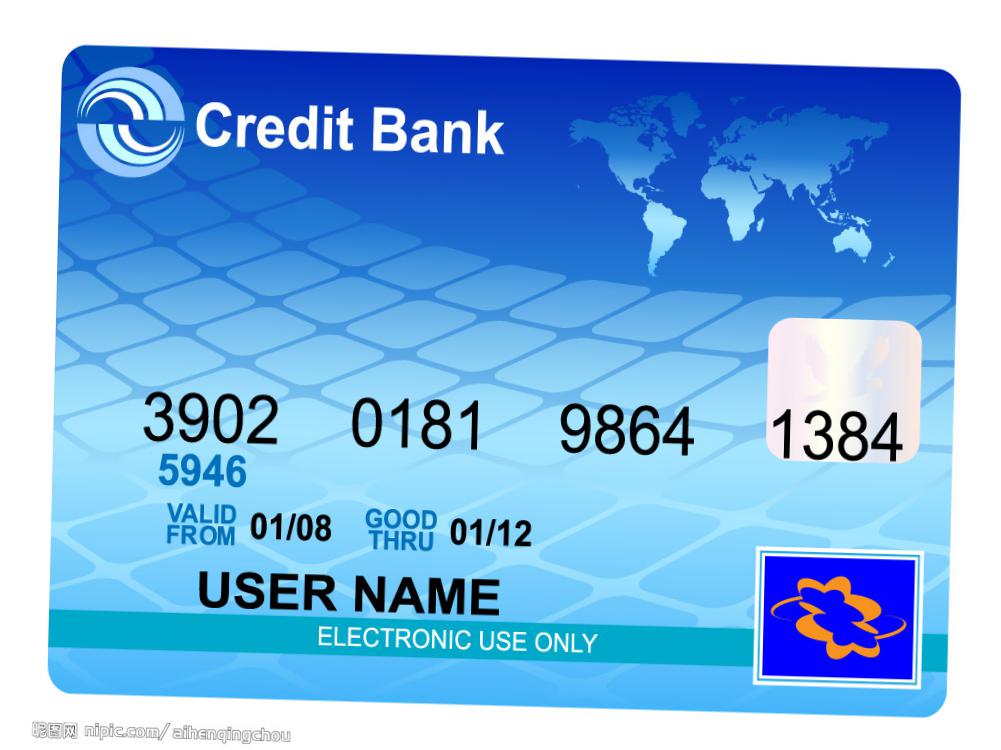 Credit Bank
3902 0181 9864 1384
5946
VALID FROM 01/08 GOOD THRU 01/12
USER NAME
ELECTRONIC USE ONLY
昵图网 nipic.com/aihenqingchou